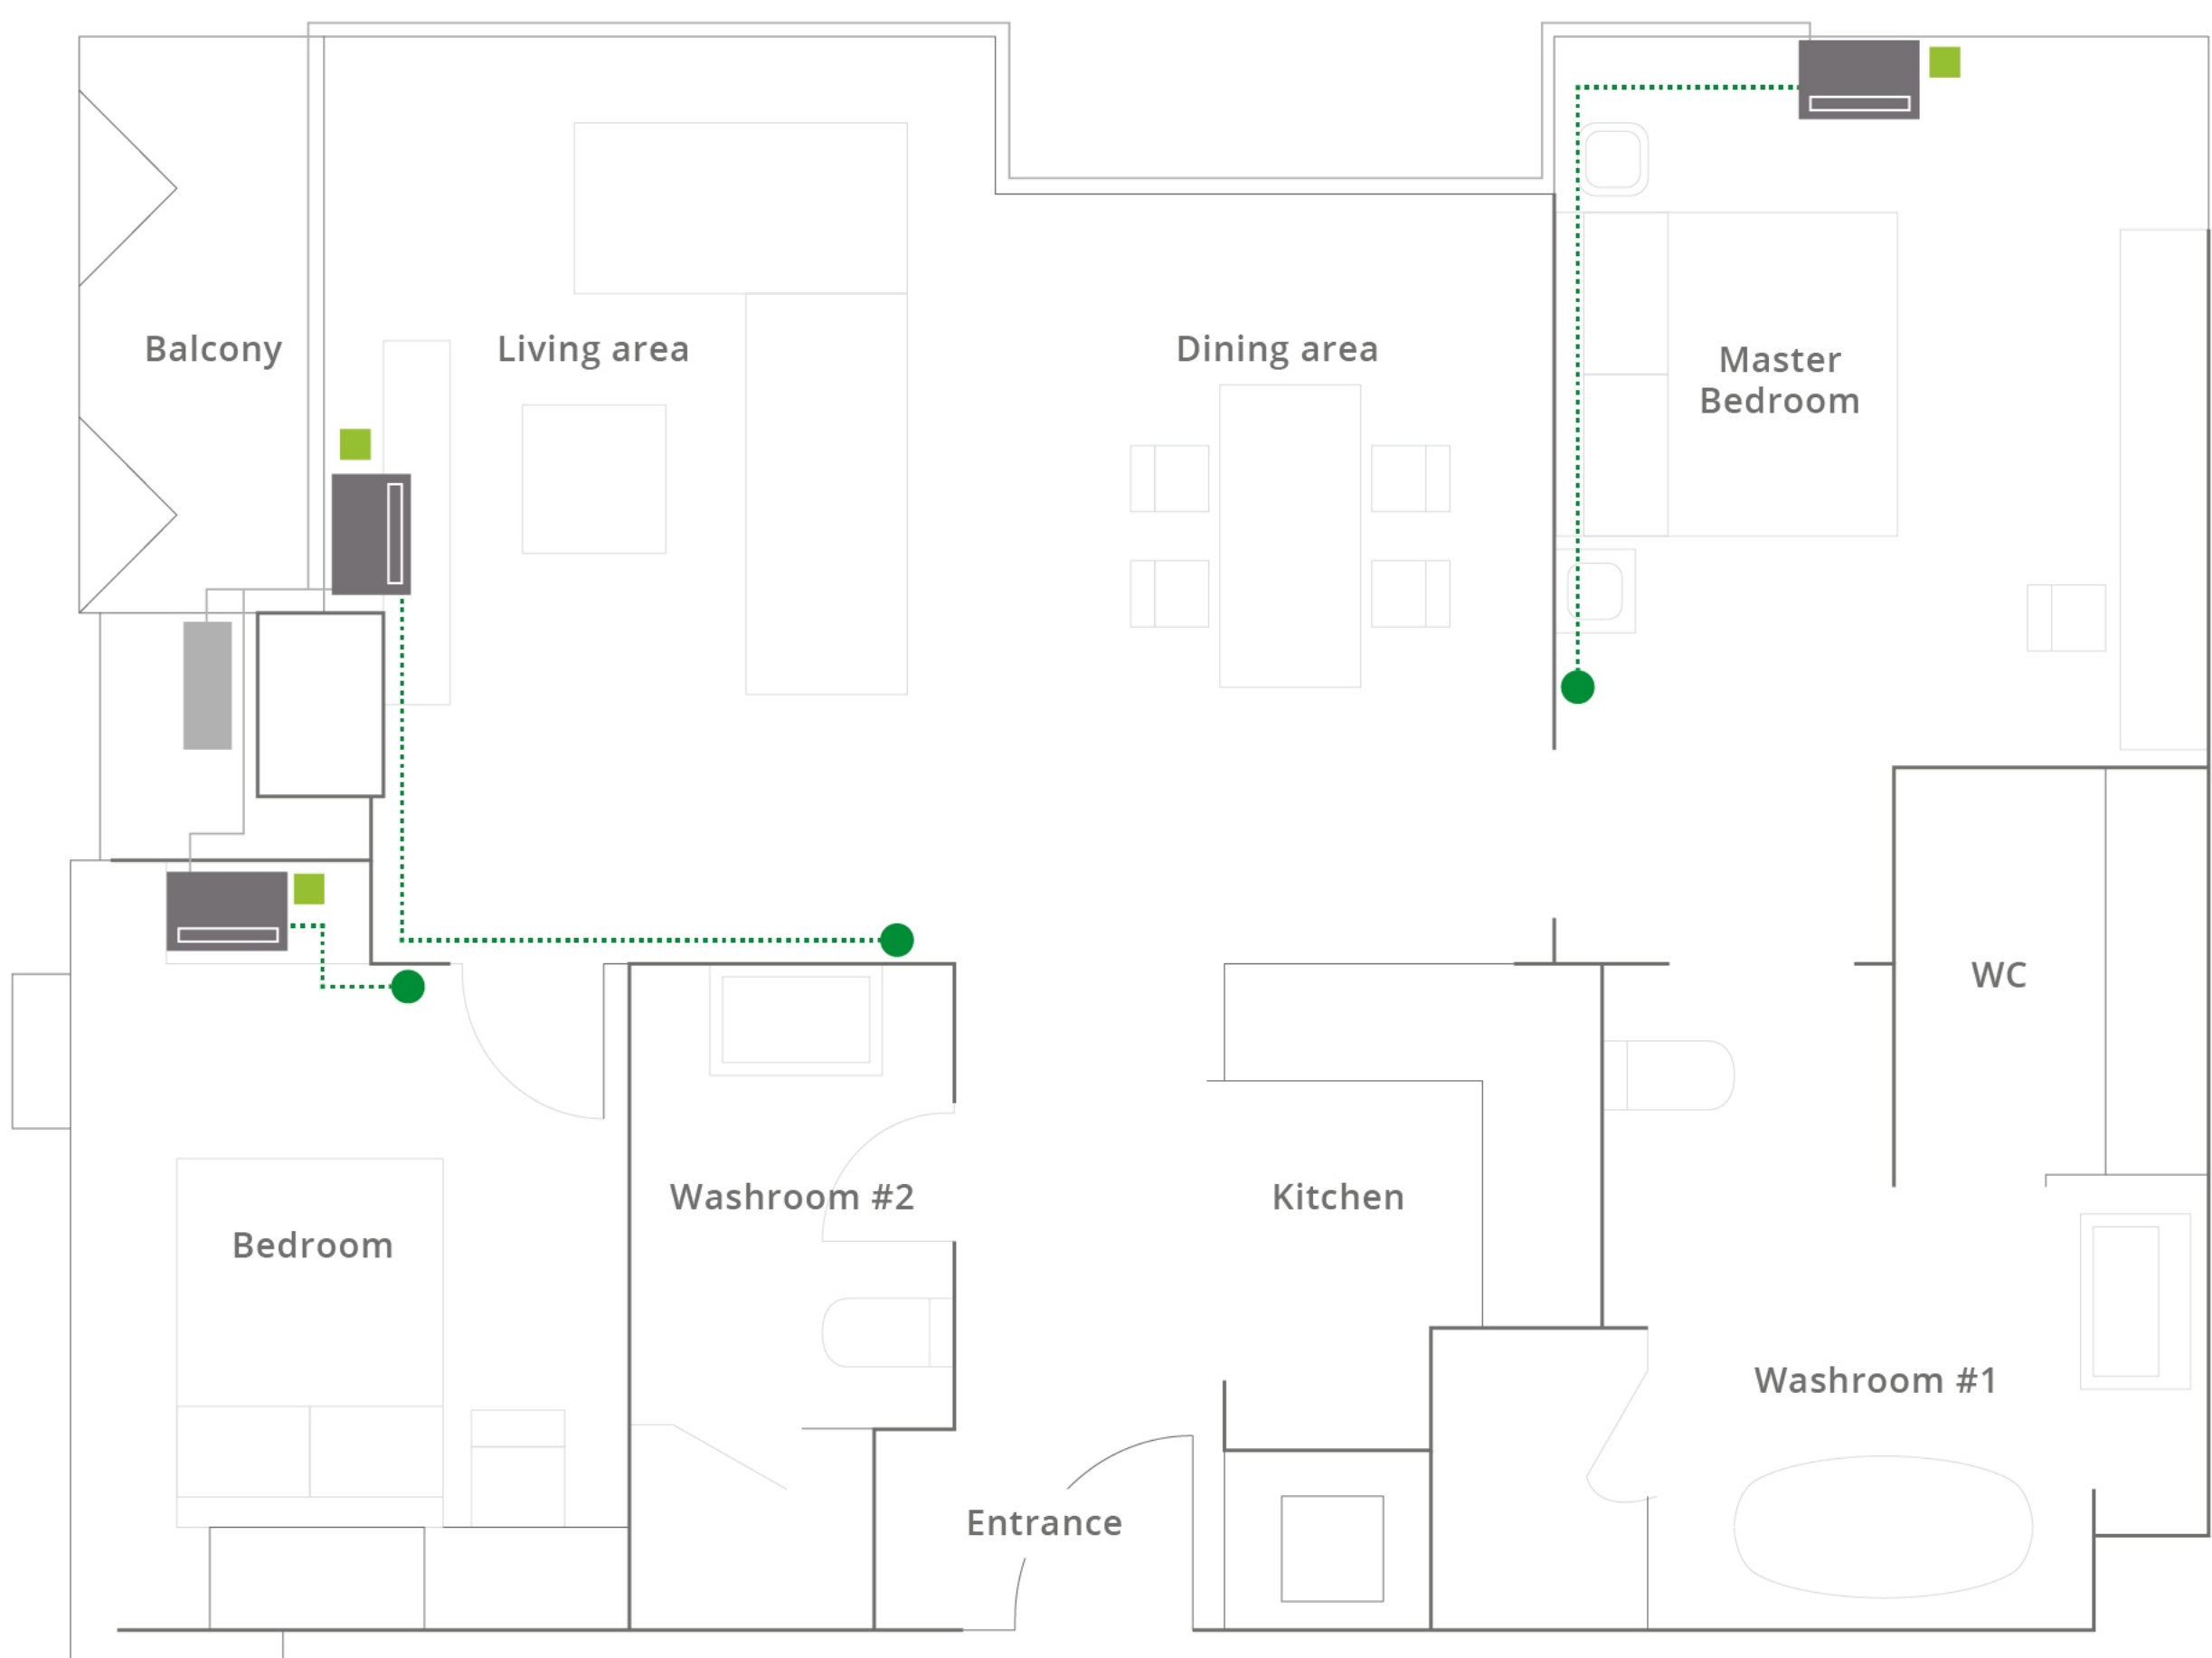 Balcony
Living area
Dining area
Master
Bedroom
WC
Washroom #2
Kitchen
Bedroom
Washroom #1
Entrance